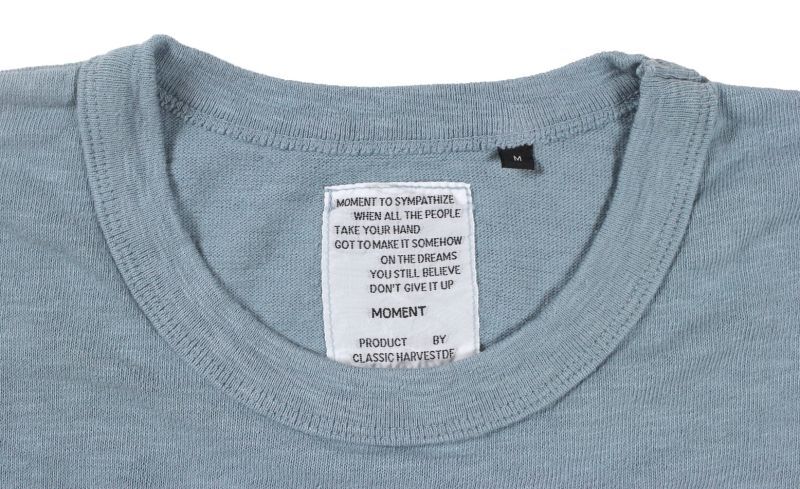 M
MOMENT TO SYMPATHIZE
WHEN ALL THE PEOPLE
TAKE YOUR HAND
GOT TO MAKE IT SOMEHOW
ON THE DREAMS
YOU STILL BELIEVE
DON'T GIVE IT UP
MOMENT
PRODUCT BY
CLASSIC HARVESTDF